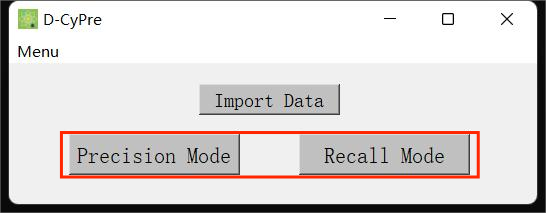 D-CyPre
Menu
Import Data
Precision Mode Recall Mode